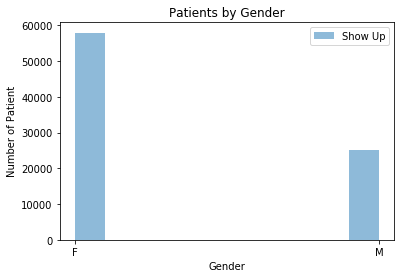 Patients by Gender
Show Up
Number of Patient
60000
50000
40000
30000
20000
10000
0
F
M
Gender